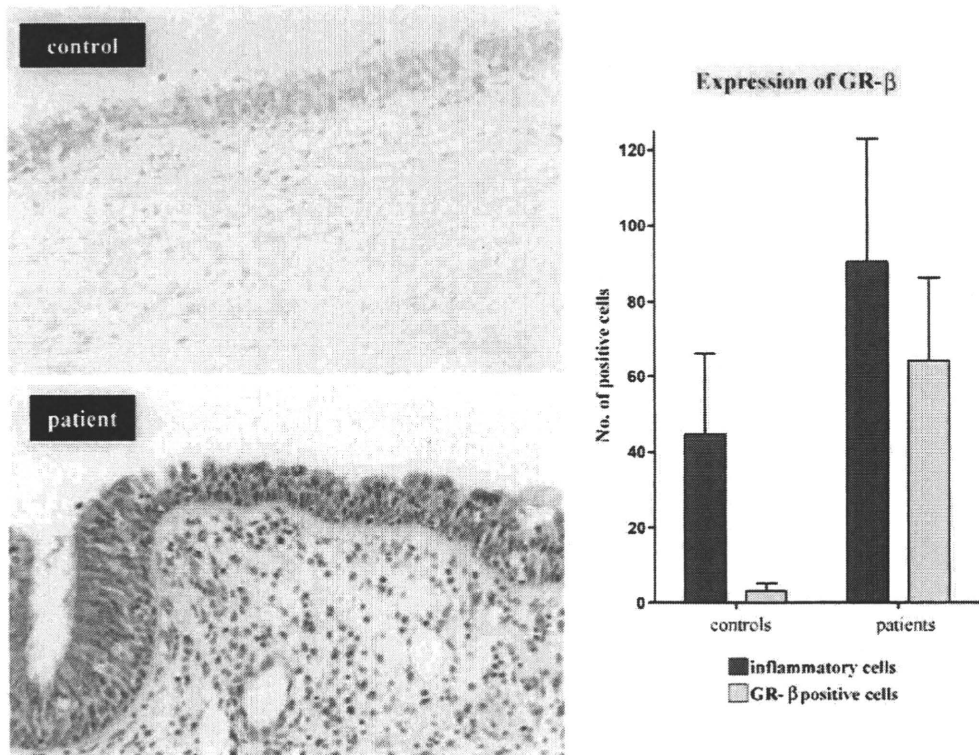 control
patient
Expression of GR-β
No. of positive cells
120
100
80
60
40
20
0
controls
patients
inflammatory cells
GR-β positive cells